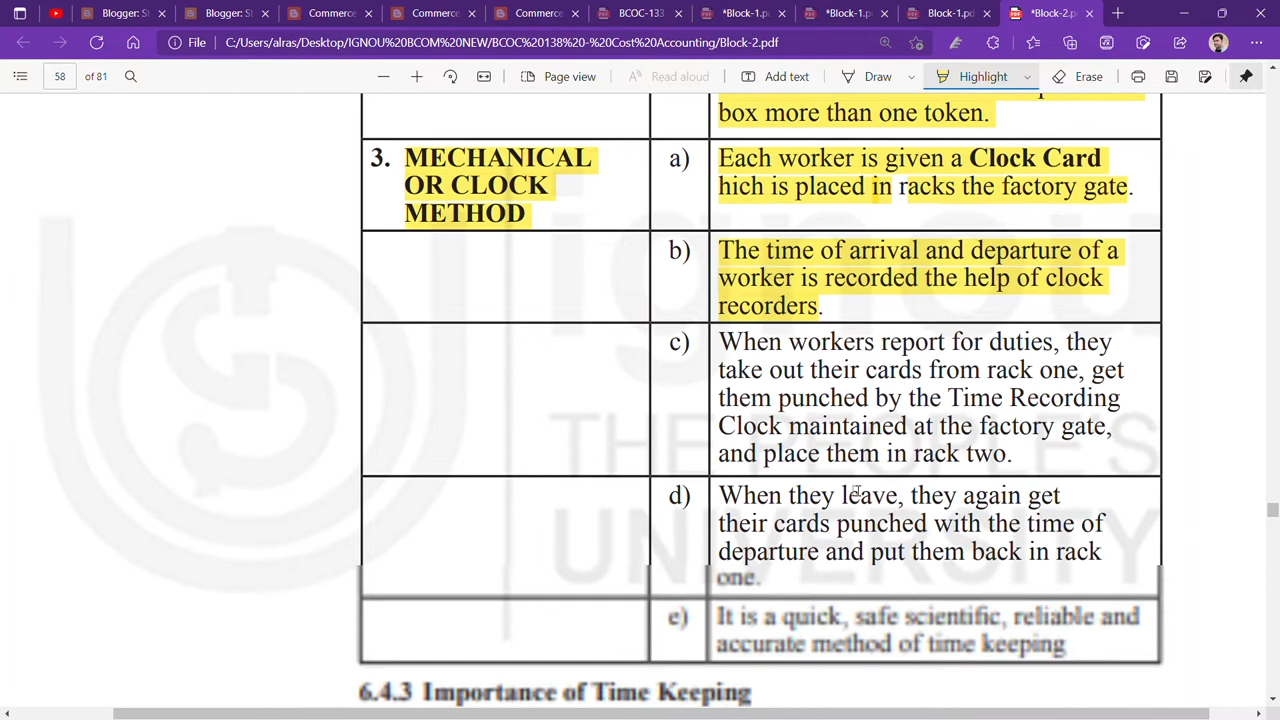 Blogger: S
Blogger: S
Commerce
Commerce
Commerce
BCOC-133
*Block-1.p
*Block-1.p
Block-1.pd
*Block-2.p
File
C:/Users/alras/Desktop/IGNOU%20BCOM%20NEW/BCOC%20138%20-%20Cost%20Accounting/Block-2.pdf
58 of 81
Page view
Read aloud
Add text
Draw
Highlight
Erase
box more than one token.
3. MECHANICAL OR CLOCK METHOD
a) Each worker is given a Clock Card
hich is placed in racks the factory gate.
b) The time of arrival and departure of a
worker is recorded the help of clock
recorders.
c) When workers report for duties, they
take out their cards from rack one, get
them punched by the Time Recording
Clock maintained at the factory gate,
and place them in rack two.
d) When they leave, they again get
their cards punched with the time of
departure and put them back in rack
one.
e) It is a quick, safe scientific, reliable and
accurate method of time keeping
6.4.3 Importance of Time Keeping
ignou
THE PEOPLE'S
UNIVERSITY